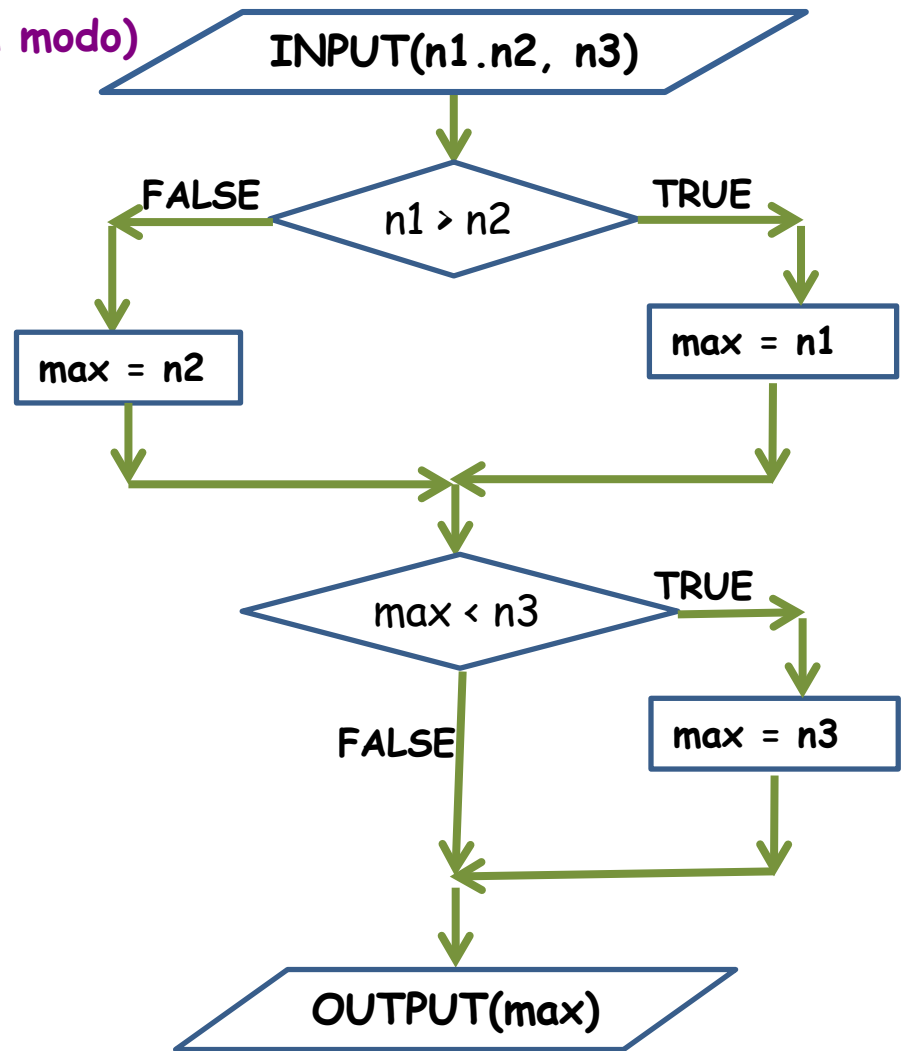 modo)
INPUT(n1.n2, n3)
FALSE
TRUE
n1 > n2
max = n2
max = n1
max < n3
TRUE
FALSE
max = n3
OUTPUT(max)